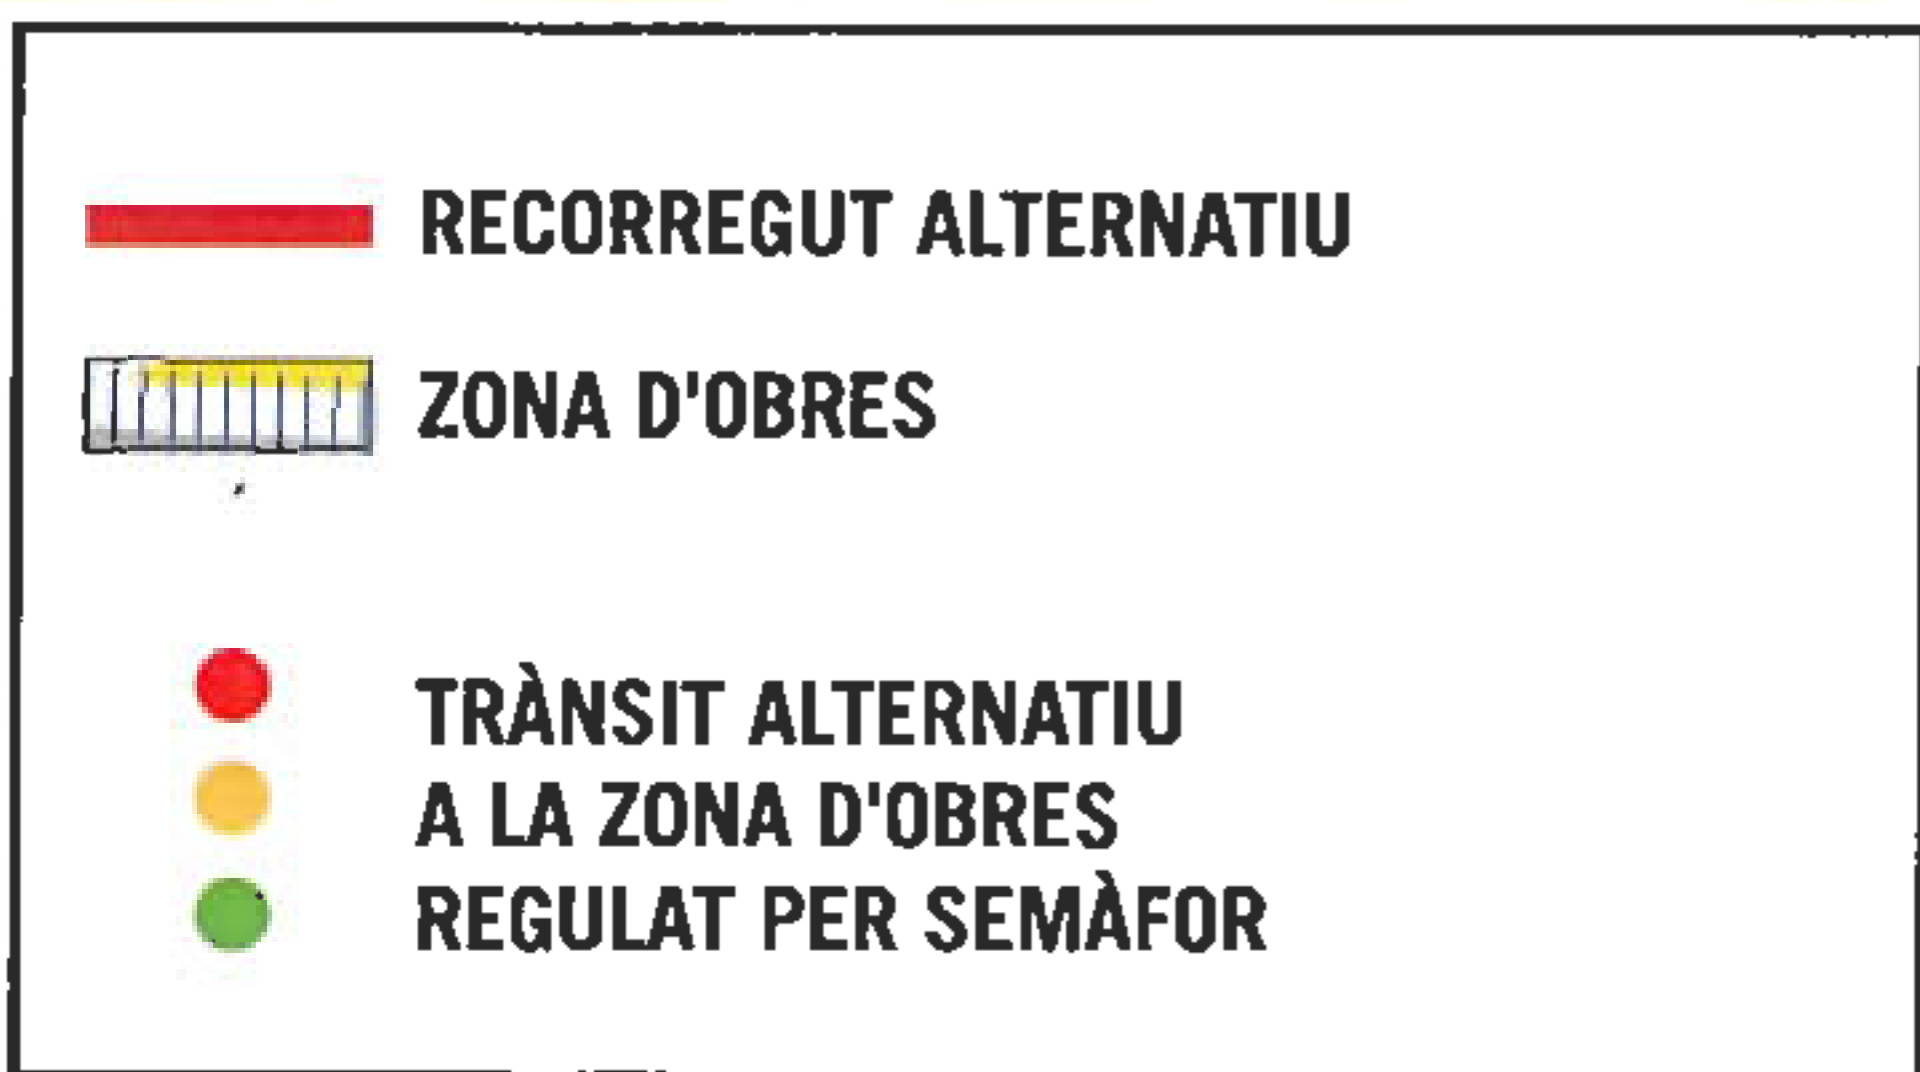 RECORREGUT ALTERNATIU
ZONA D'OBRES
TRÀNSIT ALTERNATIU
A LA ZONA D'OBRES
REGULAT PER SEMÀFOR